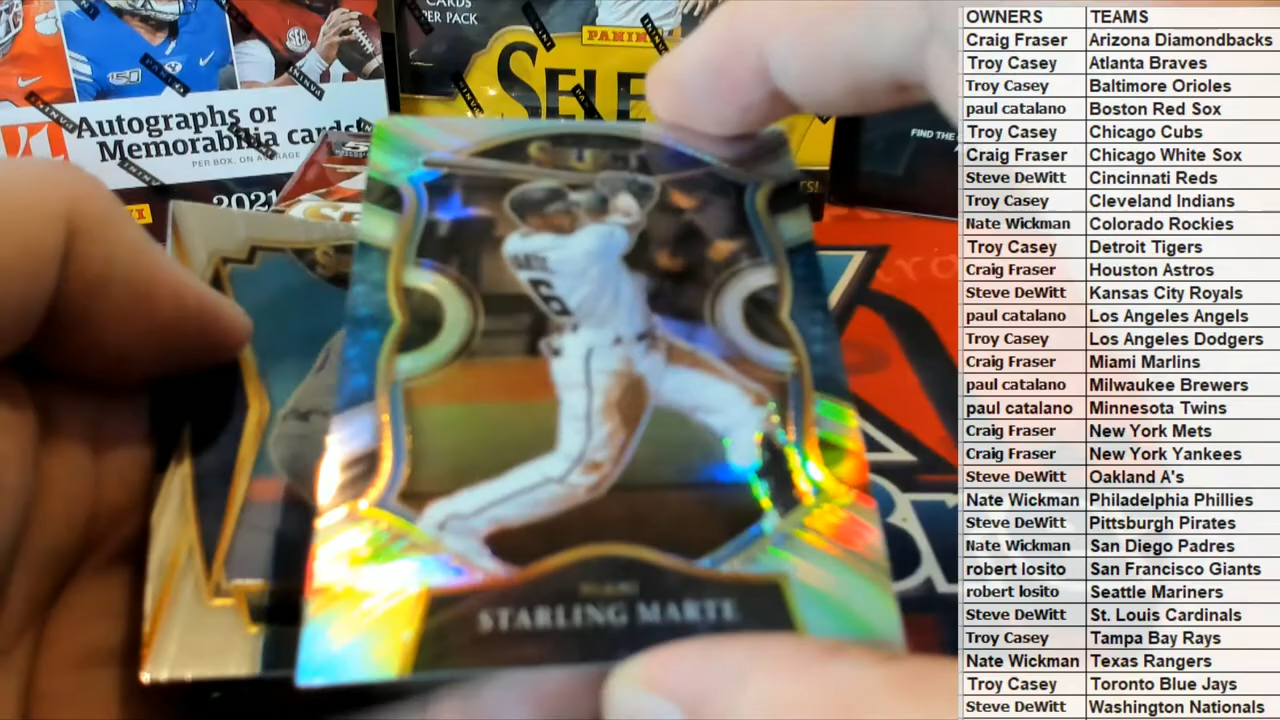 CARDS
PER PACK
PANINI
SELE
Autographs or
Memorabilia cards
PER BOX, ON AVERAGE
2021
FIND THE
MIAMI
STARLING MARTE
OWNERS TEAMS
Craig Fraser Arizona Diamondbacks
Troy Casey Atlanta Braves
Troy Casey Baltimore Orioles
paul catalano Boston Red Sox
Troy Casey Chicago Cubs
Craig Fraser Chicago White Sox
Steve DeWitt Cincinnati Reds
Troy Casey Cleveland Indians
Nate Wickman Colorado Rockies
Troy Casey Detroit Tigers
Craig Fraser Houston Astros
Steve DeWitt Kansas City Royals
paul catalano Los Angeles Angels
Troy Casey Los Angeles Dodgers
Craig Fraser Miami Marlins
paul catalano Milwaukee Brewers
paul catalano Minnesota Twins
Craig Fraser New York Mets
Craig Fraser New York Yankees
Steve DeWitt Oakland A's
Nate Wickman Philadelphia Phillies
Steve DeWitt Pittsburgh Pirates
Nate Wickman San Diego Padres
robert losito San Francisco Giants
robert losito Seattle Mariners
Steve DeWitt St. Louis Cardinals
Troy Casey Tampa Bay Rays
Nate Wickman Texas Rangers
Troy Casey Toronto Blue Jays
Steve DeWitt Washington Nationals